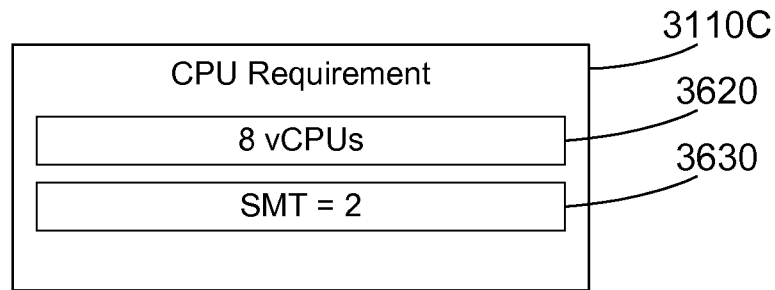 3110C
CPU Requirement
3620
8 vCPUs
3630
SMT = 2